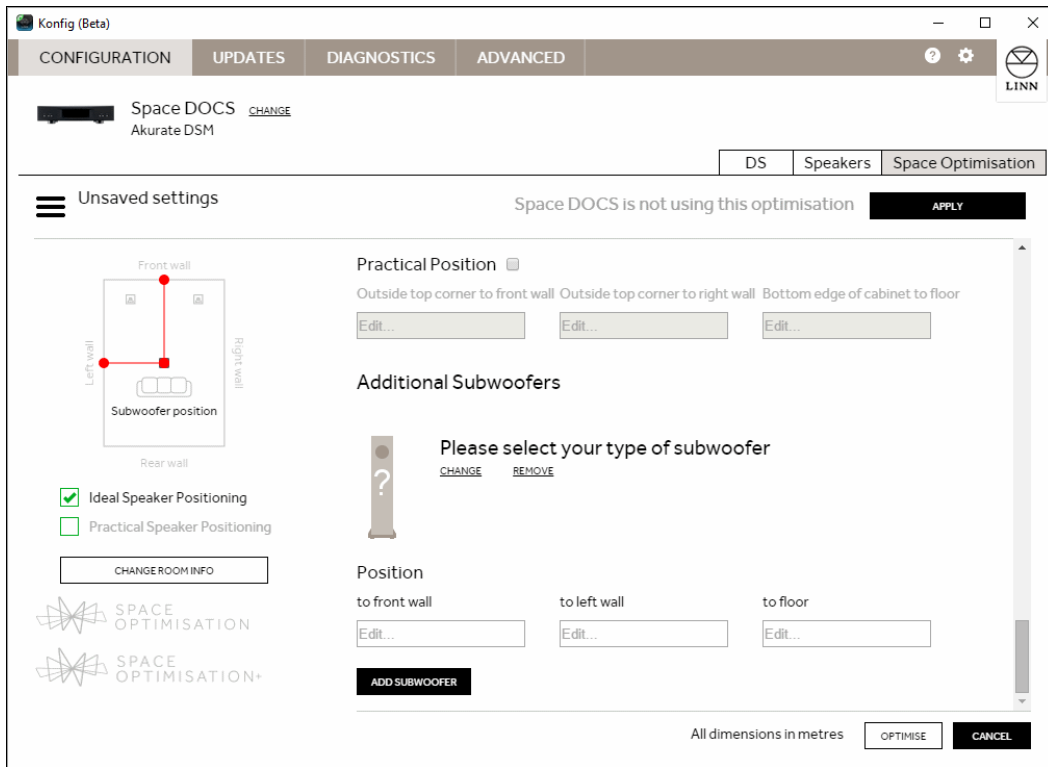 Konfig (Beta)
CONFIGURATION UPDATES DIAGNOSTICS ADVANCED
?
LINN
Space DOCS CHANGE
Akurate DSM
DS Speakers Space Optimisation
Unsaved settings
Space DOCS is not using this optimisation APPLY
Front wall
Left wall
Right wall
Subwoofer position
Rear wall
Ideal Speaker Positioning
Practical Speaker Positioning
CHANGE ROOM INFO
SPACE
OPTIMISATION
SPACE
OPTIMISATION+
Practical Position
Outside top corner to front wall Outside top corner to right wall Bottom edge of cabinet to floor
Edit... Edit... Edit...
Additional Subwoofers
?
Please select your type of subwoofer
CHANGE REMOVE
Position
to front wall to left wall to floor
Edit... Edit... Edit...
ADD SUBWOOFER
All dimensions in metres OPTIMISE CANCEL